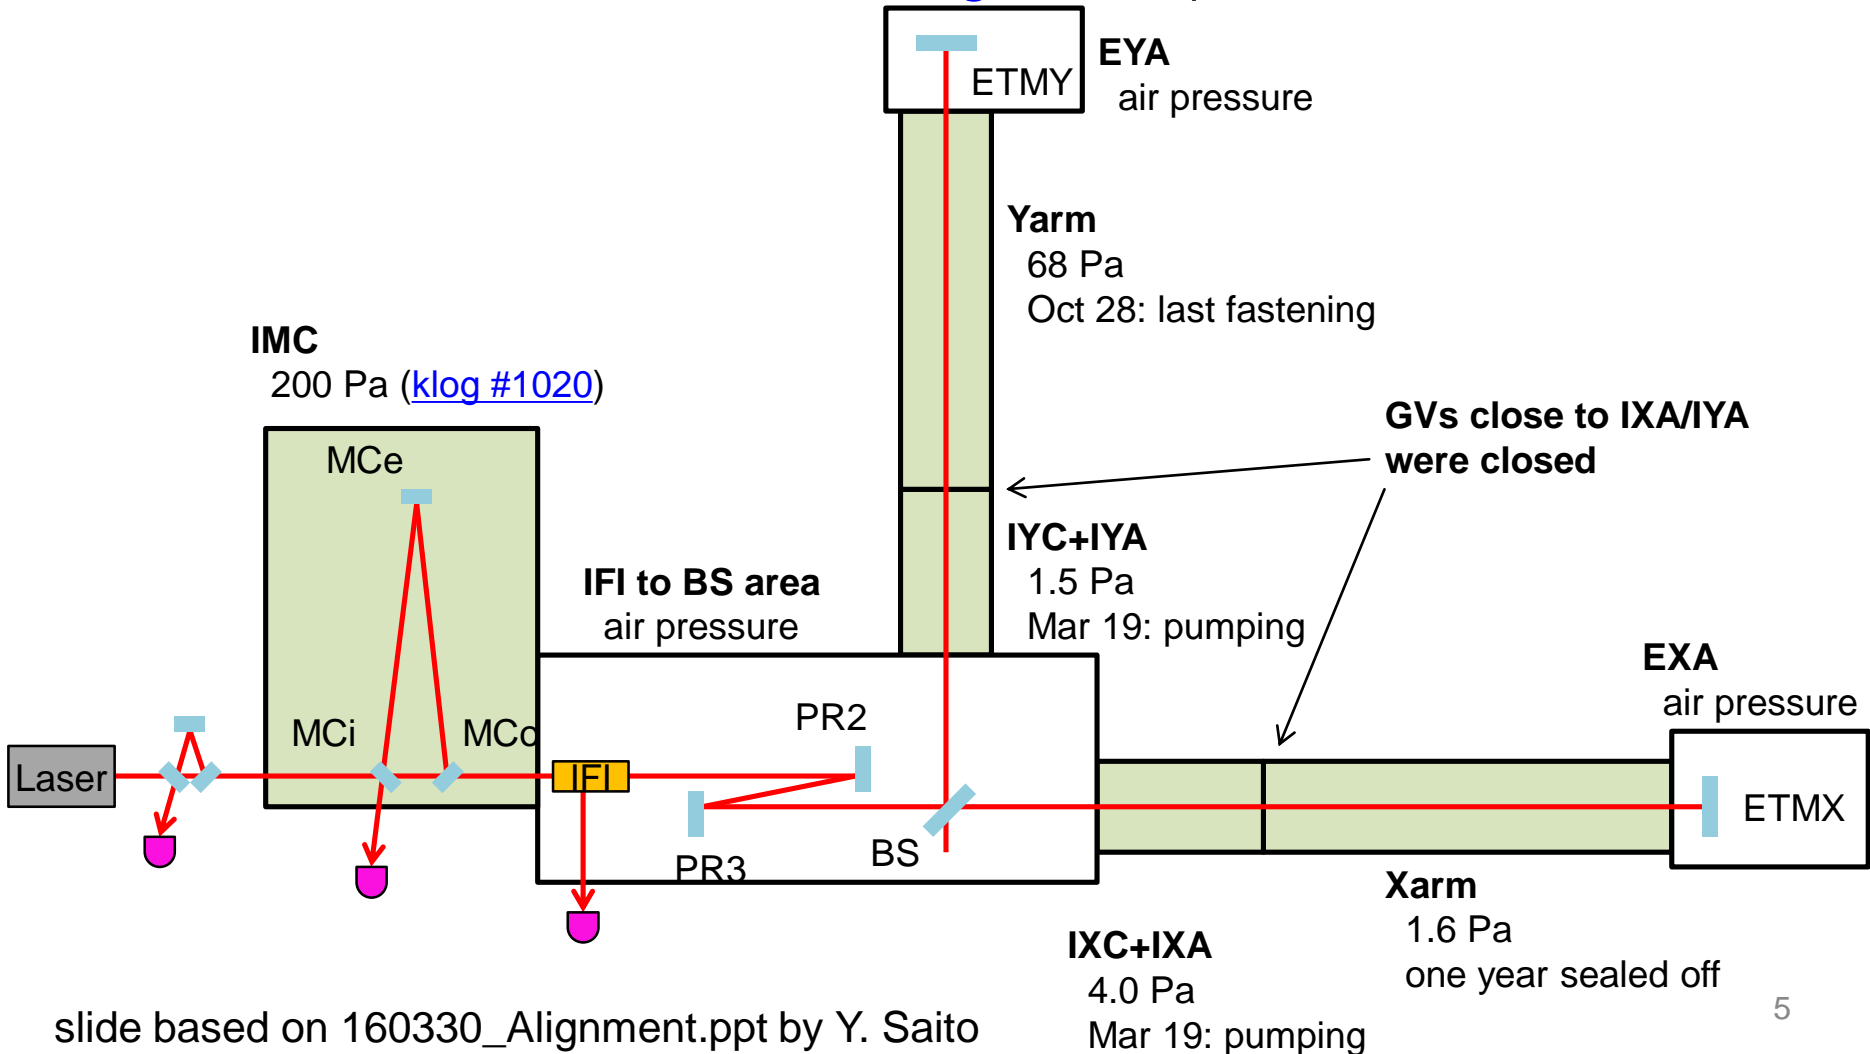 EYA
air pressure
ETMY
Yarm
68 Pa
Oct 28: last fastening
IMC
200 Pa (klog #1020)
GVs close to IXA/IYA
were closed
MCe
IYC+IYA
1.5 Pa
Mar 19: pumping
IFI to BS area
air pressure
EXA
air pressure
MCi
MCo
PR2
Laser
IFI
ETMX
BS
PR3
Xarm
1.6 Pa
one year sealed off
IXC+IXA
4.0 Pa
Mar 19: pumping
5
slide based on 160330_Alignment.ppt by Y. Saito